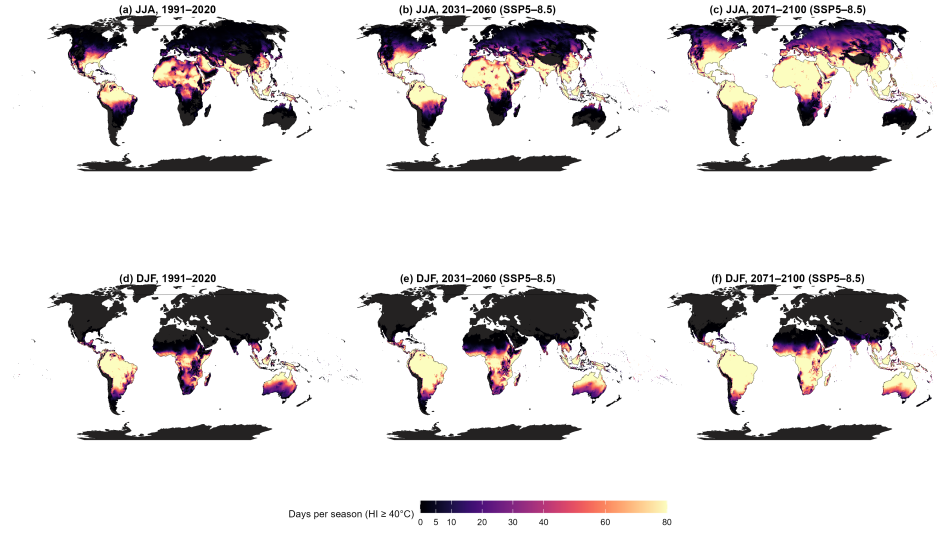 (a) JJA, 1991–2020
(b) JJA, 2031–2060 (SSP5–8.5)
(c) JJA, 2071–2100 (SSP5–8.5)
(d) DJF, 1991–2020
(e) DJF, 2031–2060 (SSP5–8.5)
(f) DJF, 2071–2100 (SSP5–8.5)
Days per season (HI ≥ 40°C)
0 5 10 20 30 40 60 80